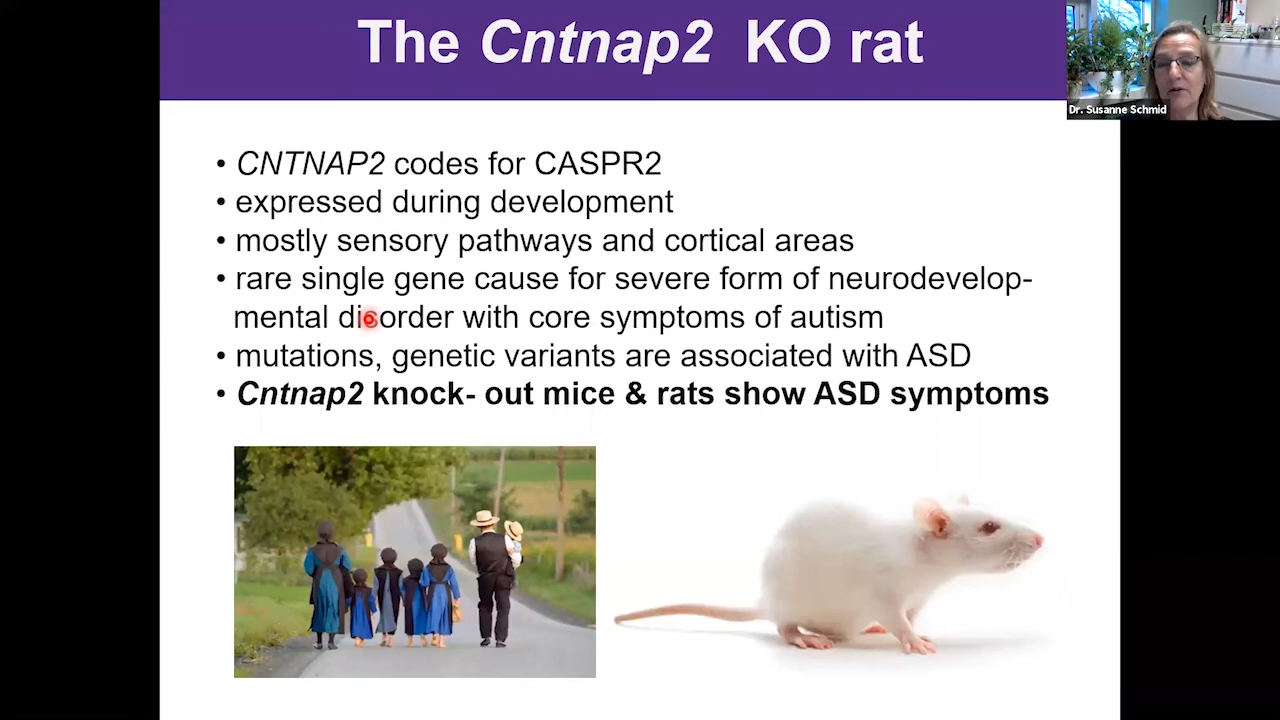 The Cntnap2 KO rat
Dr. Susanne Schmid
• CNTNAP2 codes for CASPR2
• expressed during development
• mostly sensory pathways and cortical areas
• rare single gene cause for severe form of neurodevelop-
mental disorder with core symptoms of autism
• mutations, genetic variants are associated with ASD
• Cntnap2 knock- out mice & rats show ASD symptoms